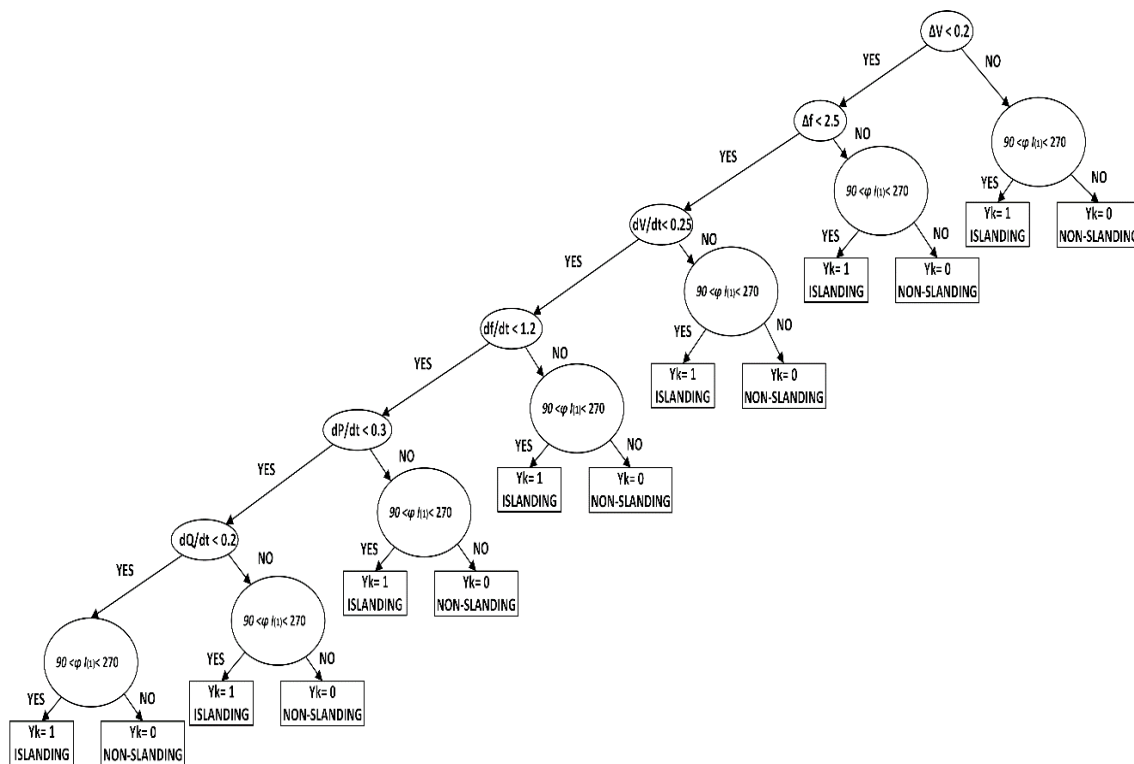 ΔV < 0.2
YES
NO
Δf < 2.5
90 <φ I(1)< 270
YES
NO
YES
NO
90 <φ I(1)< 270
Yk= 1
ISLANDING
Yk= 0
NON-SLANDING
dV/dt< 0.25
YES
NO
YES
NO
Yk= 1
ISLANDING
Yk= 0
NON-SLANDING
90 <φ I(1)< 270
df/dt < 1.2
YES
NO
YES
NO
Yk= 1
ISLANDING
Yk= 0
NON-SLANDING
90 <φ I(1)< 270
dP/dt < 0.3
YES
NO
YES
NO
Yk= 1
ISLANDING
Yk= 0
NON-SLANDING
90 <φ I(1)< 270
dQ/dt < 0.2
YES
NO
YES
NO
Yk= 1
ISLANDING
Yk= 0
NON-SLANDING
90 <φ I(1)< 270
90 <φ I(1)< 270
YES
NO
Yk= 1
ISLANDING
Yk= 0
NON-SLANDING
YES
NO
Yk= 1
ISLANDING
Yk= 0
NON-SLANDING